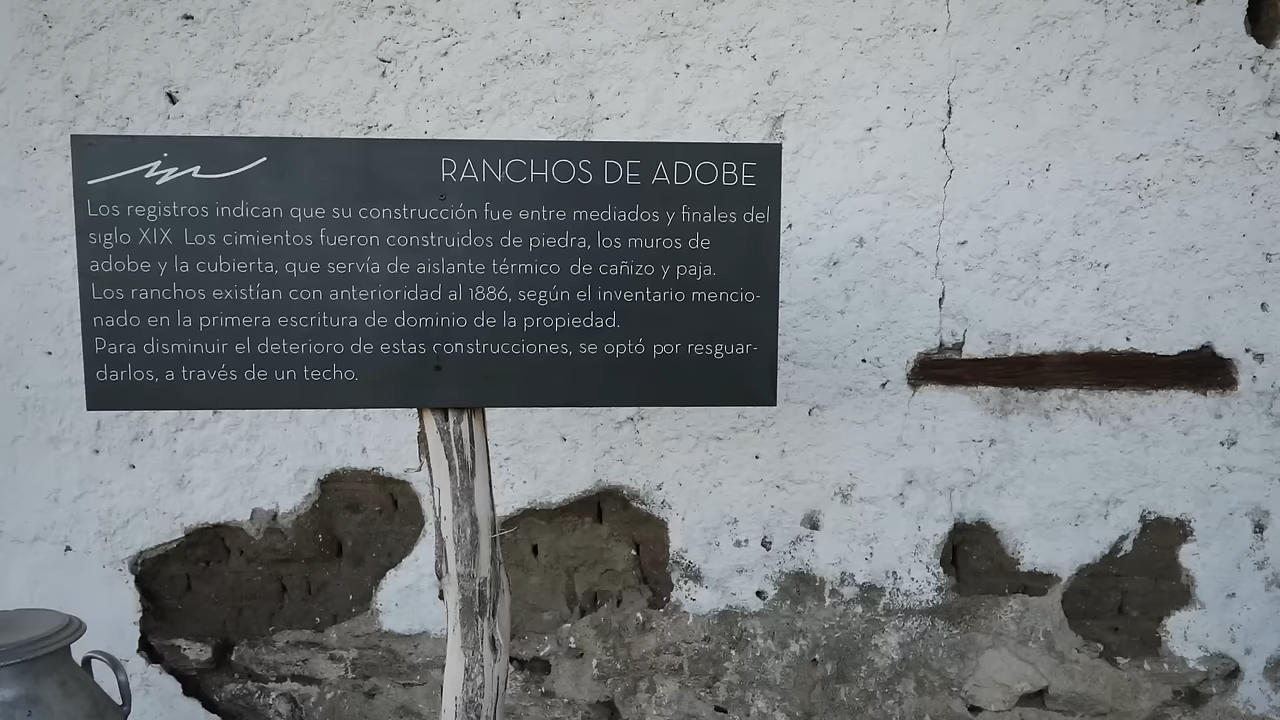 in
RANCHOS DE ADOBE
Los registros indican que su construcción fue entre mediados y finales del
siglo XIX Los cimientos fueron construidos de piedra, los muros de
adobe y la cubierta, que servía de aislante térmico de cañizo y paja.
Los ranchos existían con anterioridad al 1886, según el inventario mencio-
nado en la primera escritura de dominio de la propiedad.
Para disminuir el deterioro de estas construcciones, se optó por resguar-
darlos, a través de un techo.